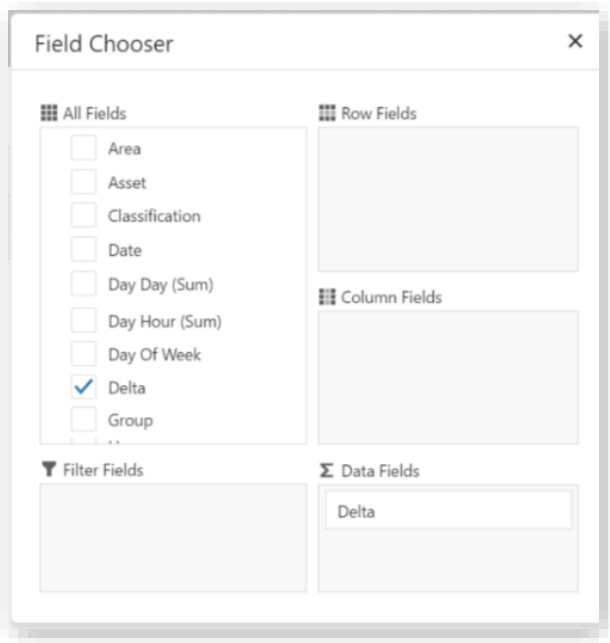 Field Chooser
All Fields
Area
Asset
Classification
Date
Day Day (Sum)
Day Hour (Sum)
Day Of Week
Delta
Group
Row Fields
Column Fields
Filter Fields
Data Fields
Delta